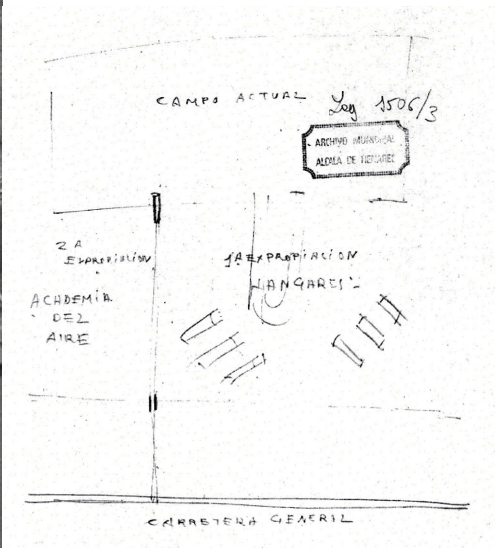 CAMPO ACTUAL
Leg 1506/3
ARCHIVO MUNICIPAL
ALCALA DE HENARES
2A
EXPROPIACION
1A EXPROPIACION
HANGARES
ACADEMIA
DEL
AIRE
CARRETERA GENERAL